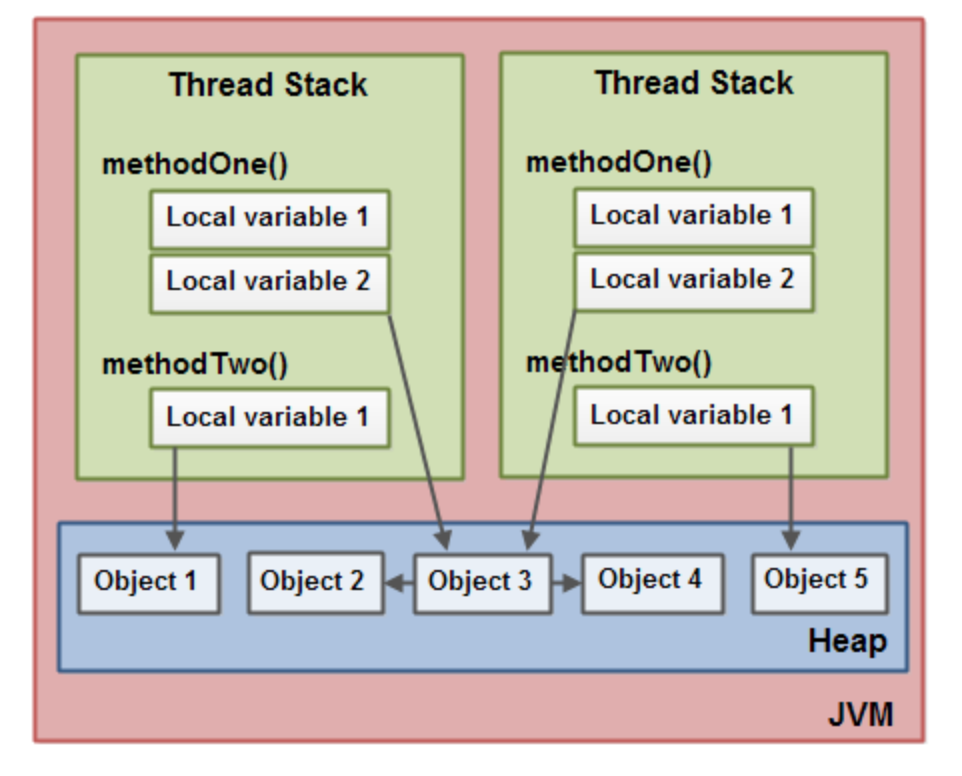 Thread Stack
methodOne()
Local variable 1
Local variable 2
methodTwo()
Local variable 1
Thread Stack
methodOne()
Local variable 1
Local variable 2
methodTwo()
Local variable 1
Object 1
Object 2
Object 3
Object 4
Object 5
Heap
JVM